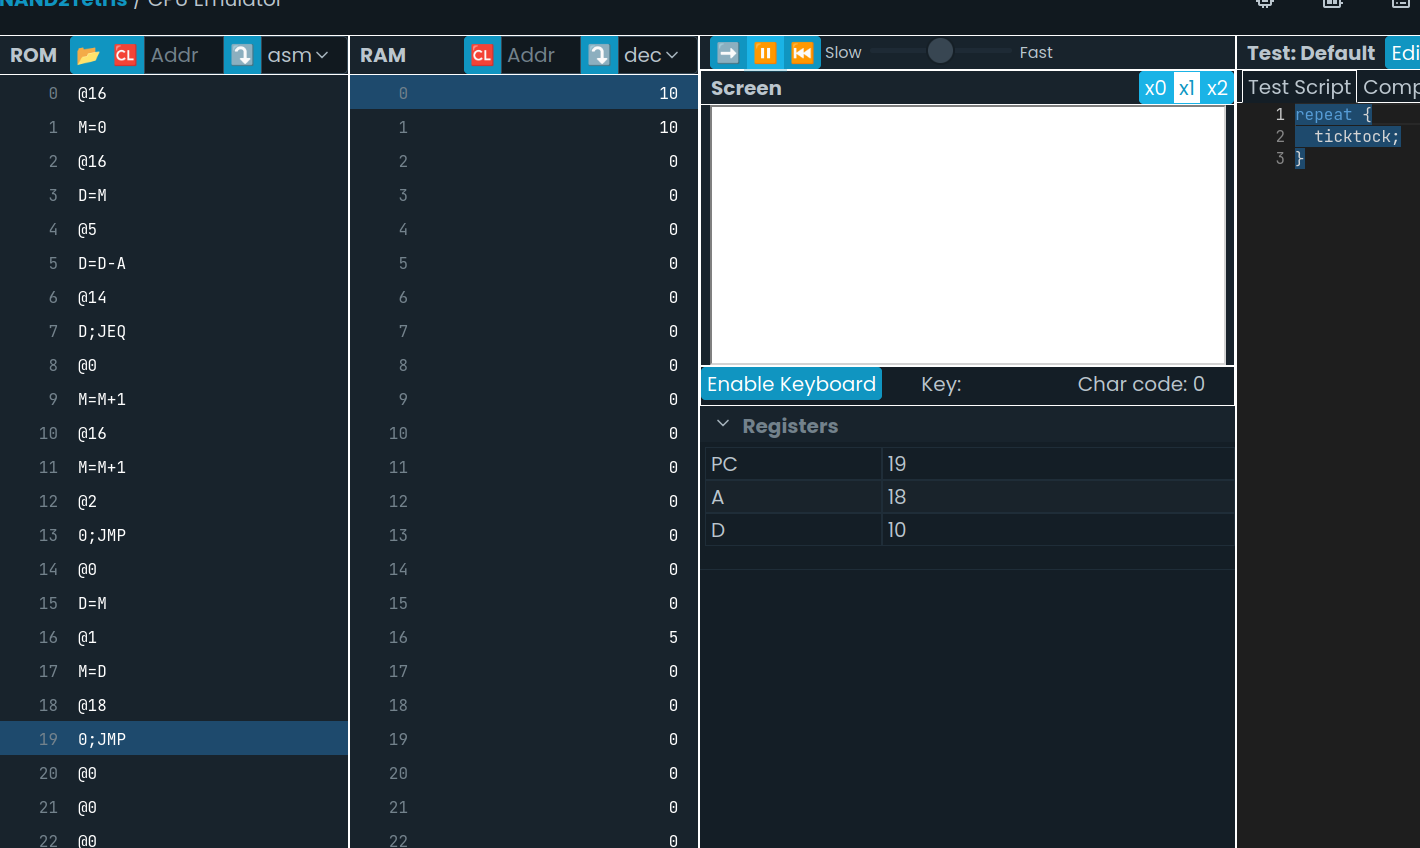 NAND2Tetris / CPU Emulator
ROM CL Addr asm
0 @16
1 M=0
2 @16
3 D=M
4 @5
5 D=D-A
6 @14
7 D;JEQ
8 @0
9 M=M+1
10 @16
11 M=M+1
12 @2
13 0;JMP
14 @0
15 D=M
16 @1
17 M=D
18 @18
19 0;JMP
20 @0
21 @0
22 @0
RAM CL Addr dec
0 10
1 10
2 0
3 0
4 0
5 0
6 0
7 0
8 0
9 0
10 0
11 0
12 0
13 0
14 0
15 0
16 5
17 0
18 0
19 0
20 0
21 0
22 0
Slow Fast
Screen x0 x1 x2
Enable Keyboard Key: Char code: 0
Registers
PC 19
A 18
D 10
Test: Default Edi
Test Script Comp
1 repeat {
2 ticktock;
3 }